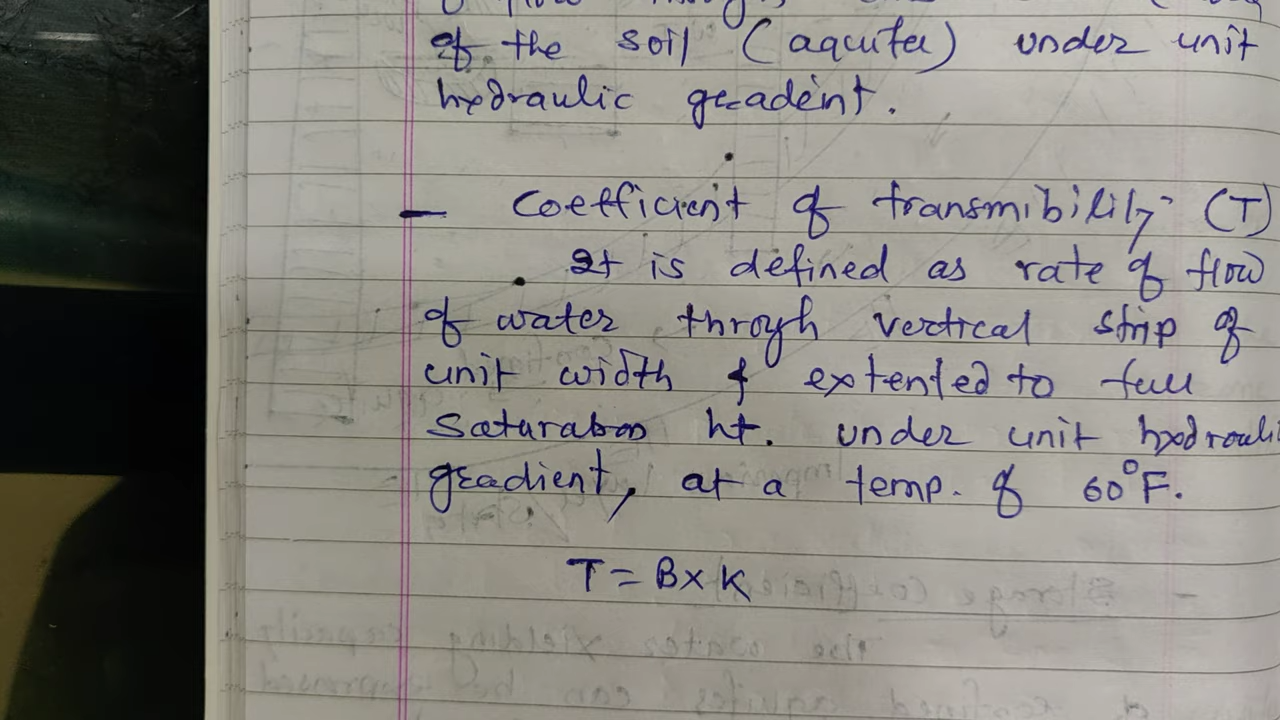 of the soil (aquifer) under unit
hydraulic gradent.
— Coefficient of transmibility (T)
It is defined as rate of flow
of water throgh vertical strip of
unit width & extented to full
Saturation ht. under unit hydrauli
gradient, at a temp. of 60°F.
T = B x K